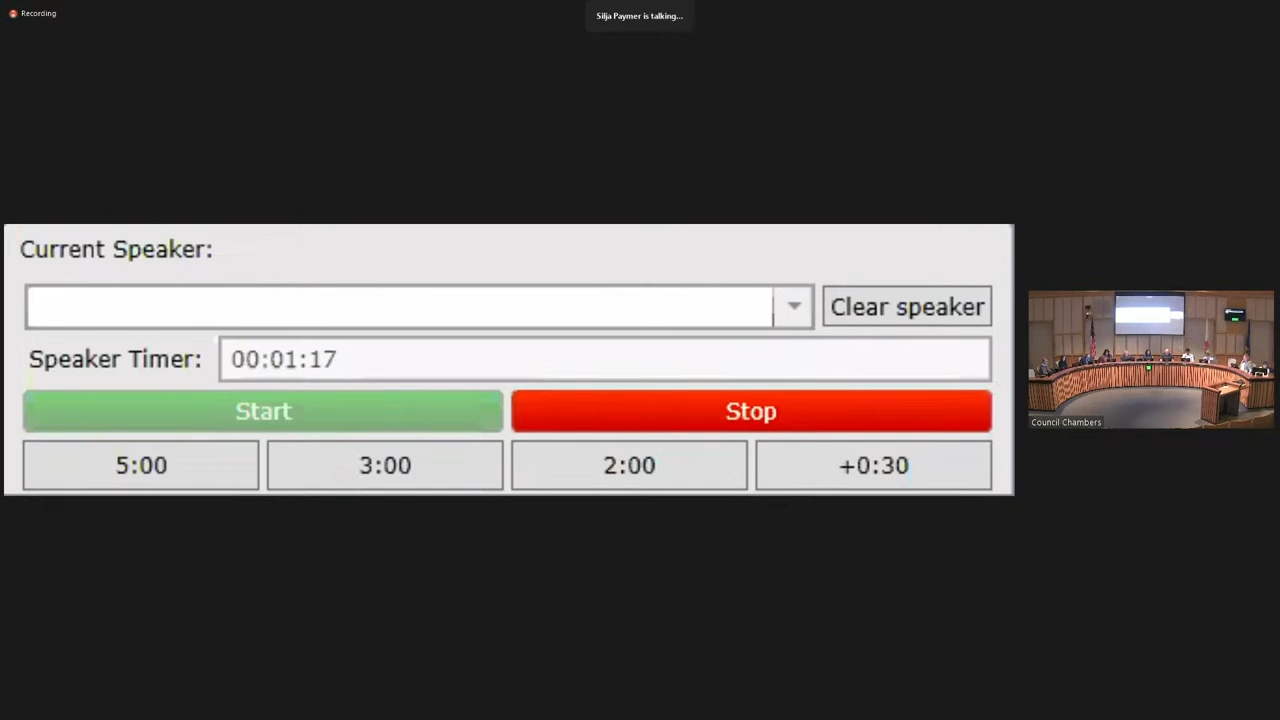 Recording
Silja Paymer is talking...
Current Speaker:
Clear speaker
Speaker Timer: 00:01:17
Start Stop
5:00 3:00 2:00 +0:30
Council Chambers